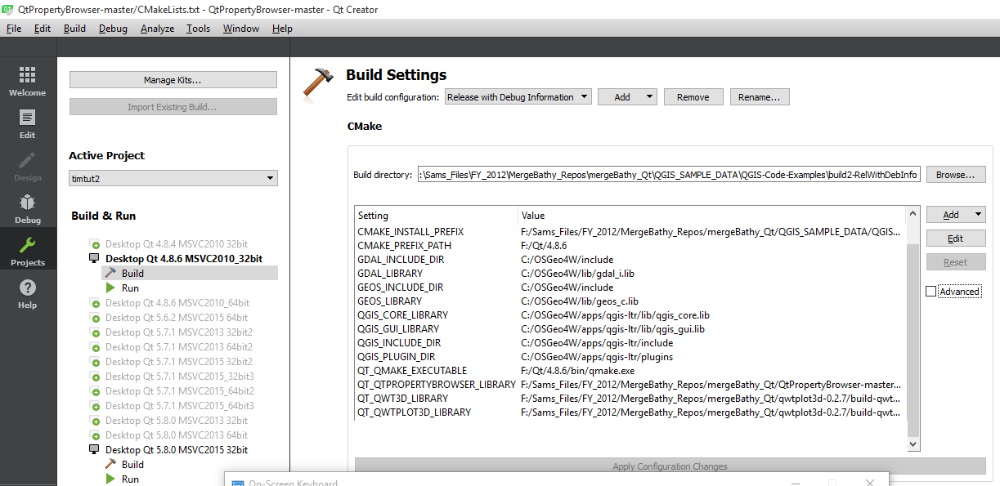 QtPropertyBrowser-master/CMakeLists.txt - QtPropertyBrowser-master - Qt Creator
File Edit Build Debug Analyze Tools Window Help
Welcome
Edit
Design
Debug
Projects
Help
Manage Kits...
Import Existing Build...
Active Project
timtut2
Build & Run
Desktop Qt 4.8.4 MSVC2010 32bit
Desktop Qt 4.8.6 MSVC2010_32bit
Build
Run
Desktop Qt 4.8.6 MSVC2010_64bit
Desktop Qt 5.6.2 MSVC2015 64bit
Desktop Qt 5.7.1 MSVC2013 32bit2
Desktop Qt 5.7.1 MSVC2013 64bit2
Desktop Qt 5.7.1 MSVC2015 32bit2
Desktop Qt 5.7.1 MSVC2015_32bit3
Desktop Qt 5.7.1 MSVC2015_64bit2
Desktop Qt 5.7.1 MSVC2015_64bit3
Desktop Qt 5.8.0 MSVC2013 32bit
Desktop Qt 5.8.0 MSVC2013 64bit
Desktop Qt 5.8.0 MSVC2015 32bit
Build
Run
Build Settings
Edit build configuration: Release with Debug Information Add Remove Rename...
CMake
Build directory: :\Sams_Files\FY_2012\MergeBathy_Repos\mergeBathy_Qt\QGIS_SAMPLE_DATA\QGIS-Code-Examples\build2-RelWithDebInfo Browse...
Setting Value
CMAKE_INSTALL_PREFIX F:/Sams_Files/FY_2012/MergeBathy_Repos/mergeBathy_Qt/QGIS_SAMPLE_DATA/QGIS...
CMAKE_PREFIX_PATH F:/Qt/4.8.6
GDAL_INCLUDE_DIR C:/OSGeo4W/include
GDAL_LIBRARY C:/OSGeo4W/lib/gdal_i.lib
GEOS_INCLUDE_DIR C:/OSGeo4W/include
GEOS_LIBRARY C:/OSGeo4W/lib/geos_c.lib
QGIS_CORE_LIBRARY C:/OSGeo4W/apps/qgis-ltr/lib/qgis_core.lib
QGIS_GUI_LIBRARY C:/OSGeo4W/apps/qgis-ltr/lib/qgis_gui.lib
QGIS_INCLUDE_DIR C:/OSGeo4W/apps/qgis-ltr/include
QGIS_PLUGIN_DIR C:/OSGeo4W/apps/qgis-ltr/plugins
QT_QMAKE_EXECUTABLE F:/Qt/4.8.6/bin/qmake.exe
QT_QTPROPERTYBROWSER_LIBRARY F:/Sams_Files/FY_2012/MergeBathy_Repos/mergeBathy_Qt/QtPropertyBrowser-master...
QT_QWT3D_LIBRARY F:/Sams_Files/FY_2012/MergeBathy_Repos/mergeBathy_Qt/qwtplot3d-0.2.7/build-qwt...
QT_QWTPLOT3D_LIBRARY F:/Sams_Files/FY_2012/MergeBathy_Repos/mergeBathy_Qt/qwtplot3d-0.2.7/build-qwt...
Add
Edit
Reset
Advanced
Apply Configuration Changes
On-Screen Keyboard